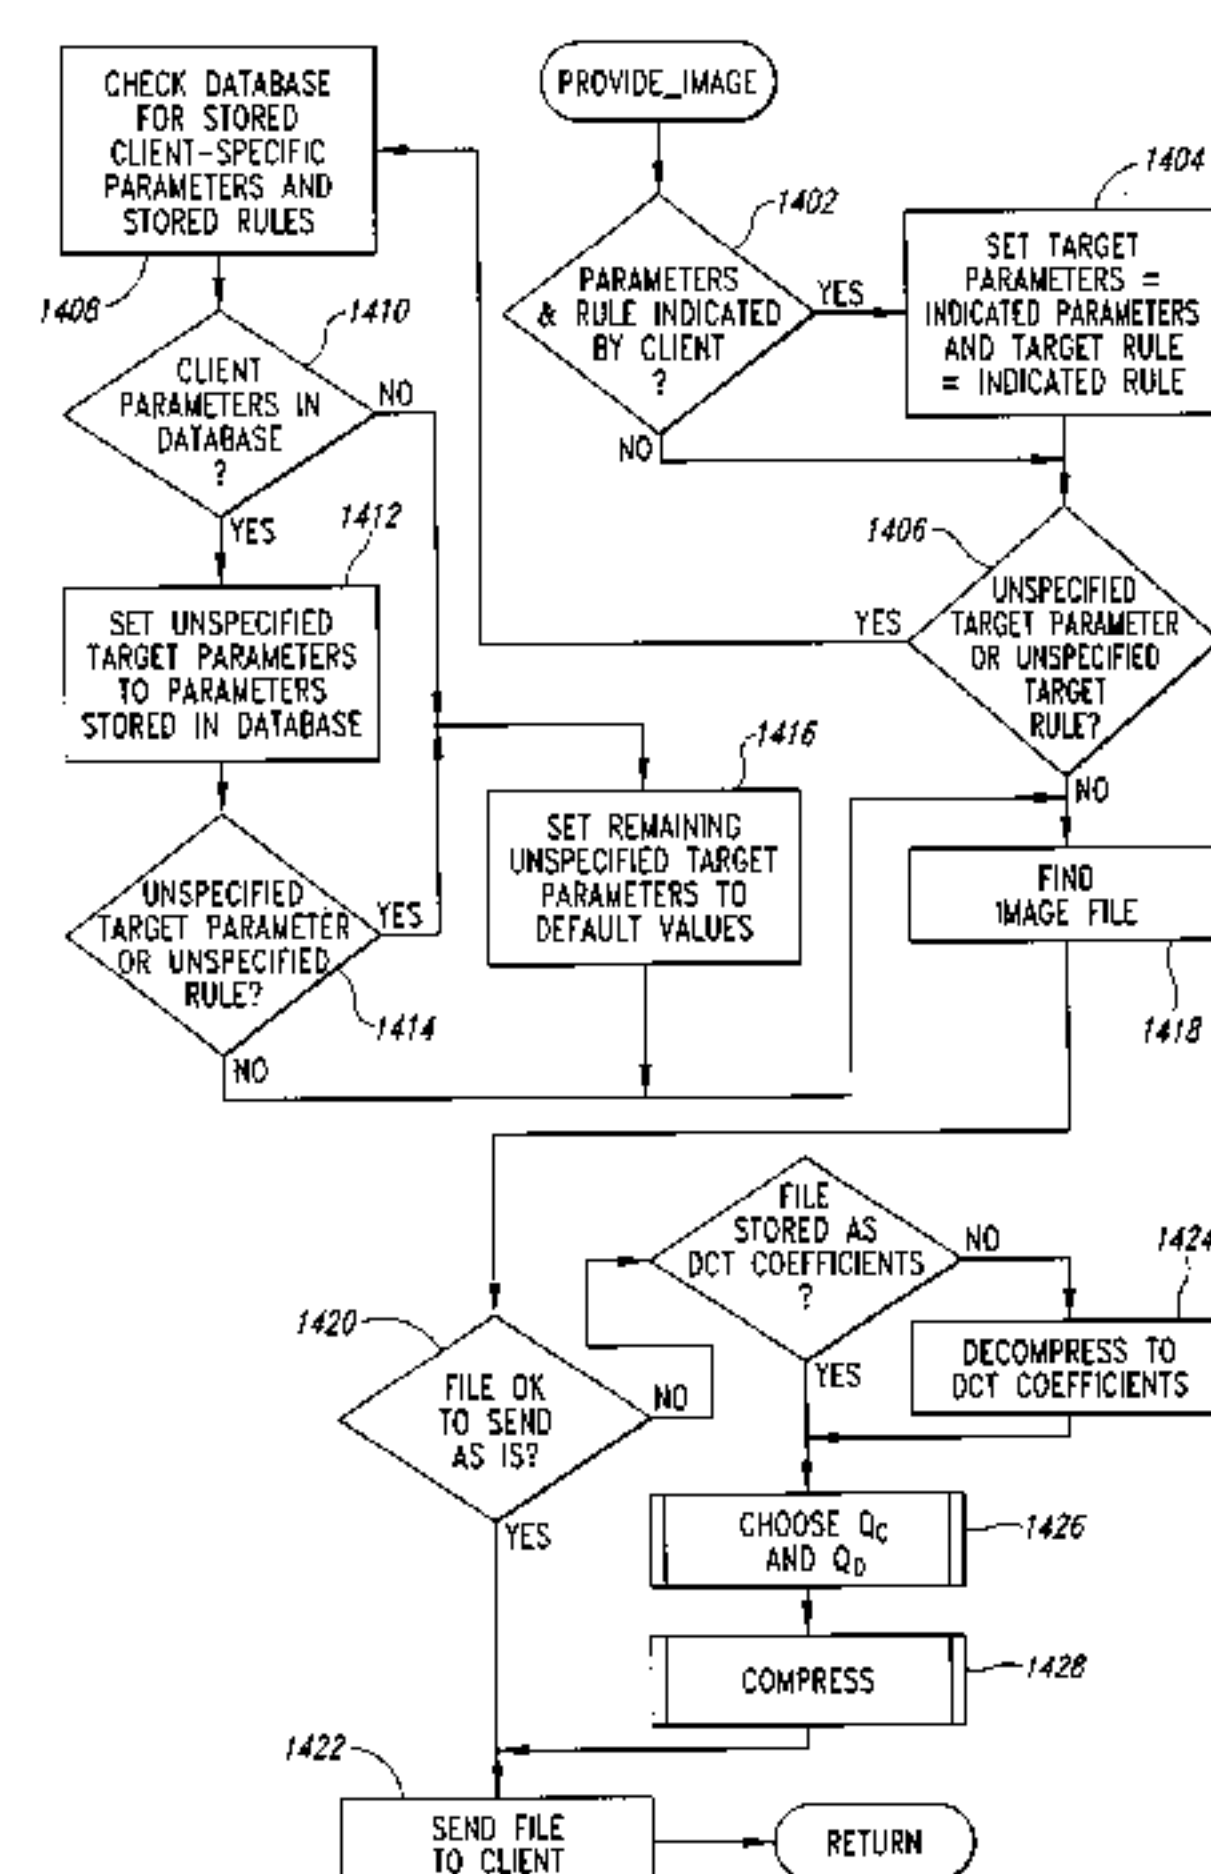 PROVIDE_IMAGE
1402
PARAMETERS
& RULE INDICATED
BY CLIENT
?
YES
NO
1404
SET TARGET
PARAMETERS =
INDICATED PARAMETERS
AND TARGET RULE
= INDICATED RULE
1406
UNSPECIFIED
TARGET PARAMETER
OR UNSPECIFIED
TARGET
RULE?
YES
NO
CHECK DATABASE
FOR STORED
CLIENT-SPECIFIC
PARAMETERS AND
STORED RULES
1408
1410
CLIENT
PARAMETERS IN
DATABASE
?
NO
YES
1412
SET UNSPECIFIED
TARGET PARAMETERS
TO PARAMETERS
STORED IN DATABASE
UNSPECIFIED
TARGET PARAMETER
OR UNSPECIFIED
RULE?
YES
1414
NO
1416
SET REMAINING
UNSPECIFIED TARGET
PARAMETERS TO
DEFAULT VALUES
FIND
IMAGE FILE
1418
1420
FILE OK
TO SEND
AS IS?
NO
YES
FILE
STORED AS
DCT COEFFICIENTS
?
NO
YES
1424
DECOMPRESS TO
DCT COEFFICIENTS
CHOOSE QC
AND QD
1426
COMPRESS
1428
1422
SEND FILE
TO CLIENT
RETURN